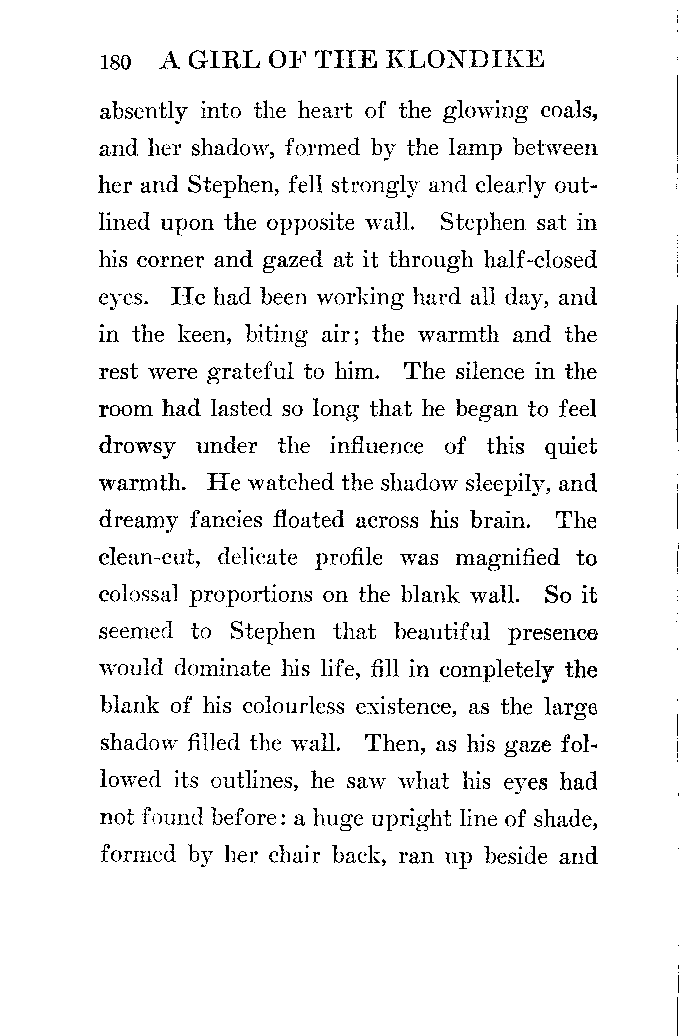 180 A GIRL OF THE KLONDIKE
absently into the heart of the glowing coals,
and her shadow, formed by the lamp between
her and Stephen, fell strongly and clearly out-
lined upon the opposite wall. Stephen sat in
his corner and gazed at it through half-closed
eyes. He had been working hard all day, and
in the keen, biting air; the warmth and the
rest were grateful to him. The silence in the
room had lasted so long that he began to feel
drowsy under the influence of this quiet
warmth. He watched the shadow sleepily, and
dreamy fancies floated across his brain. The
clean-cut, delicate profile was magnified to
colossal proportions on the blank wall. So it
seemed to Stephen that beautiful presence
would dominate his life, fill in completely the
blank of his colourless existence, as the large
shadow filled the wall. Then, as his gaze fol-
lowed its outlines, he saw what his eyes had
not found before: a huge upright line of shade,
formed by her chair back, ran up beside and